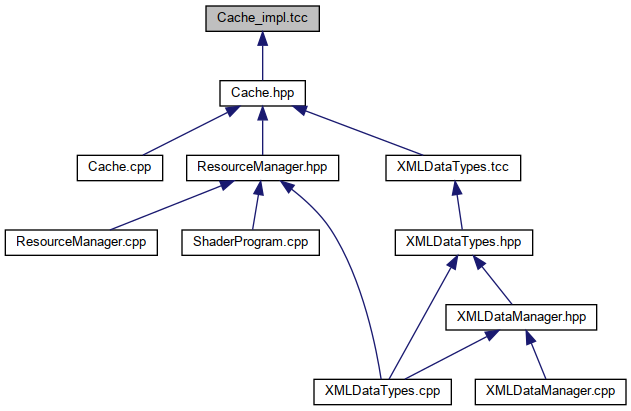 Cache_impl.tcc
Cache.hpp
Cache.cpp
ResourceManager.hpp
XMLDataTypes.tcc
ResourceManager.cpp
ShaderProgram.cpp
XMLDataTypes.hpp
XMLDataManager.hpp
XMLDataTypes.cpp
XMLDataManager.cpp